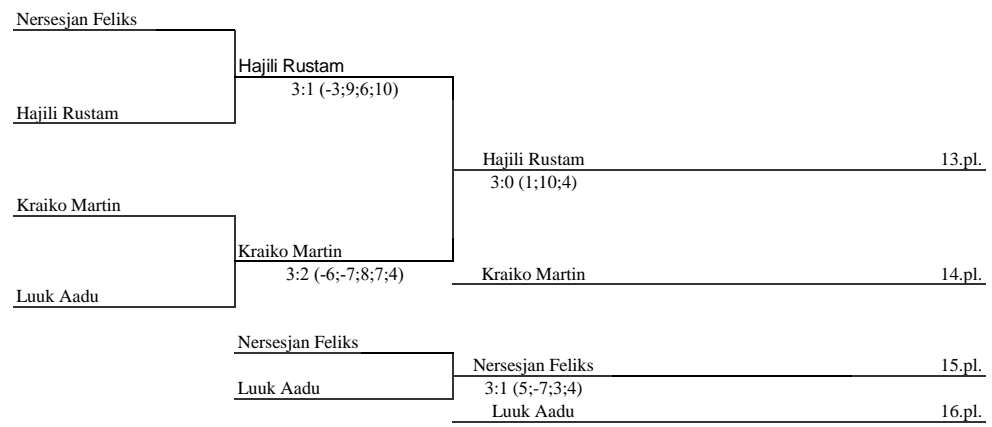 Nersesjan Feliks
Hajili Rustam
3:1 (-3;9;6;10)
Hajili Rustam
Hajili Rustam 13.pl.
3:0 (1;10;4)
Kraiko Martin
Kraiko Martin
3:2 (-6;-7;8;7;4)
Kraiko Martin 14.pl.
Luuk Aadu
Nersesjan Feliks
Nersesjan Feliks 15.pl.
Luuk Aadu
3:1 (5;-7;3;4)
Luuk Aadu 16.pl.